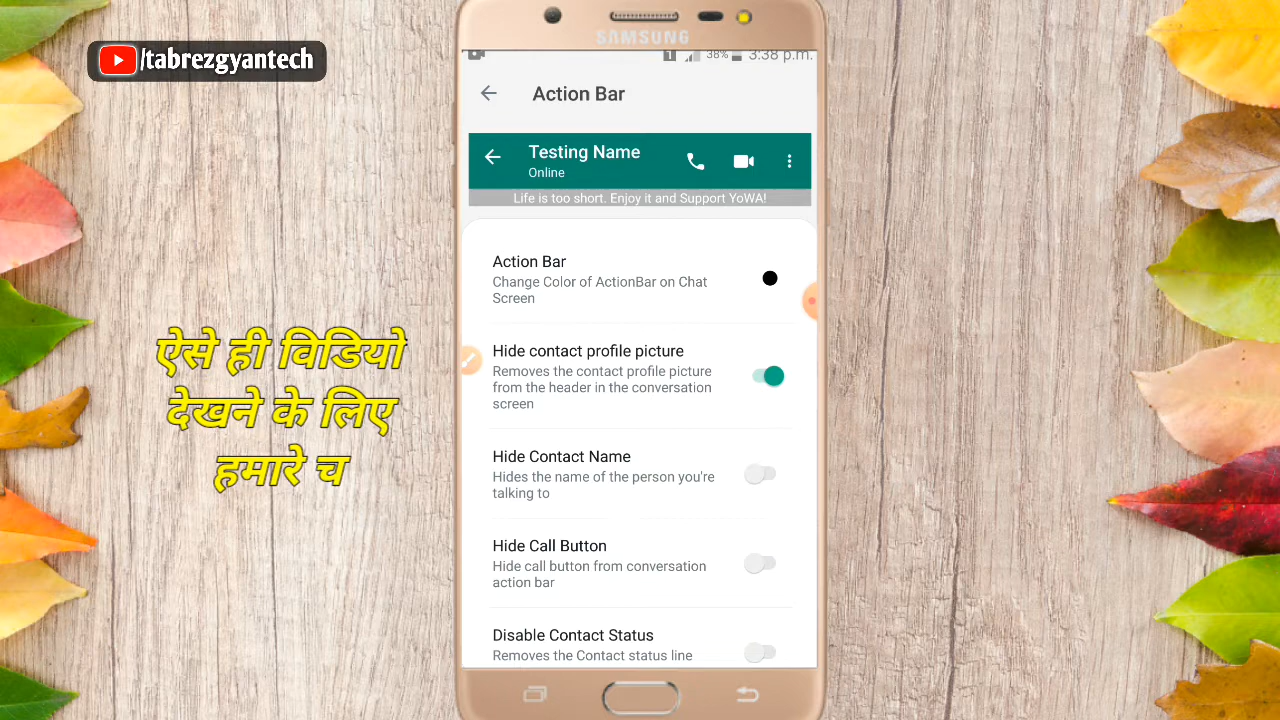 /tabrezgyantech
SAMSUNG
1 38% 3:38 p.m.
Action Bar
Testing Name
Online
Life is too short. Enjoy it and Support YoWA!
Action Bar
Change Color of ActionBar on Chat
Screen
Hide contact profile picture
Removes the contact profile picture
from the header in the conversation
screen
Hide Contact Name
Hides the name of the person you're
talking to
Hide Call Button
Hide call button from conversation
action bar
Disable Contact Status
Removes the Contact status line
ऐसे ही विडियो
देखने के लिए
हमारे च